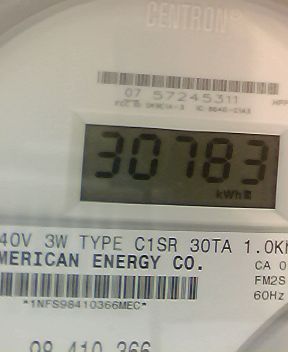 CENTRON®
07 57245311
30783
kWh
40V 3W TYPE C1SR 30TA 1.0K
MERICAN ENERGY CO.
CA 0
FM2S
60Hz
*1NFS98410366MEC*
98 410 366